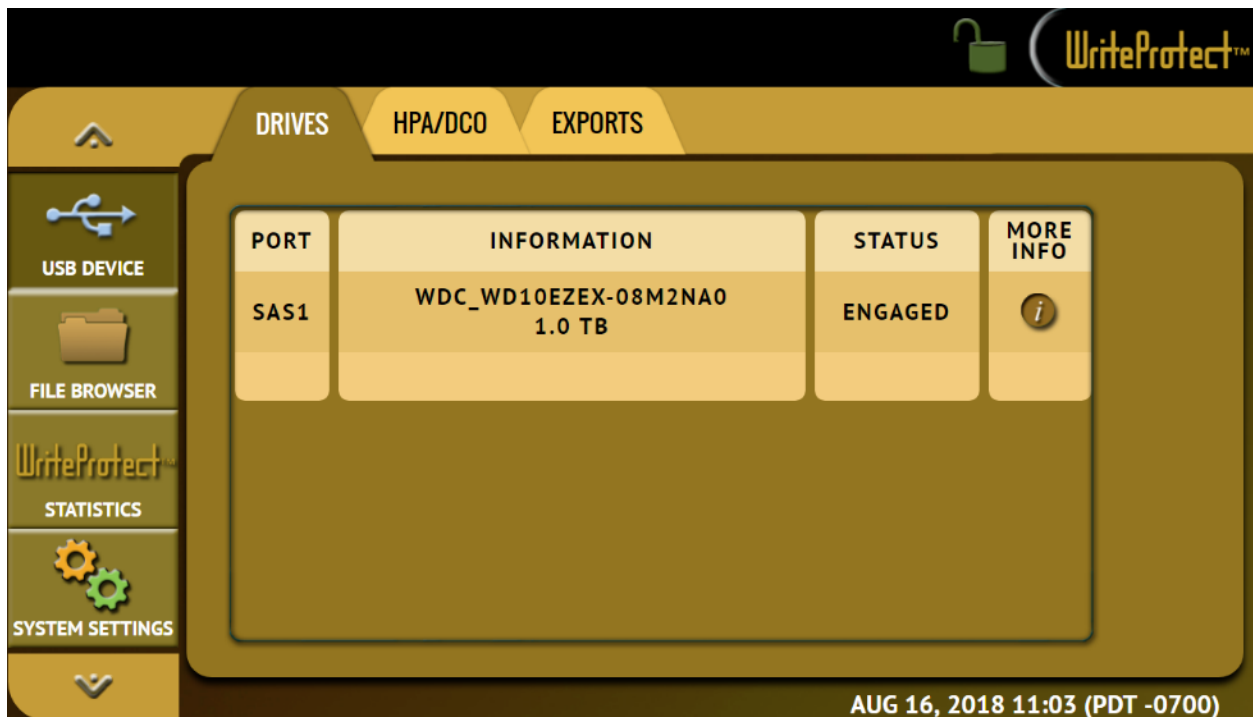 WriteProtect™
DRIVES
HPA/DCO
EXPORTS
USB DEVICE
FILE BROWSER
WriteProtect™
STATISTICS
SYSTEM SETTINGS
PORT
INFORMATION
STATUS
MORE
INFO
SAS1
WDC_WD10EZEX-08M2NA0
1.0 TB
ENGAGED
i
AUG 16, 2018 11:03 (PDT -0700)